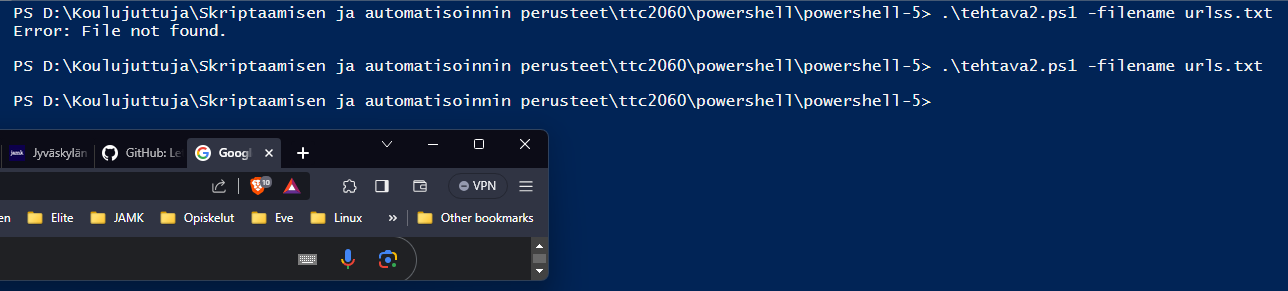 PS D:\Koulujuttuja\Skriptaamisen ja automatisoinnin perusteet\ttc2060\powershell\powershell-5> .\tehtava2.ps1 -filename urlss.txt
Error: File not found.
PS D:\Koulujuttuja\Skriptaamisen ja automatisoinnin perusteet\ttc2060\powershell\powershell-5> .\tehtava2.ps1 -filename urls.txt
PS D:\Koulujuttuja\Skriptaamisen ja automatisoinnin perusteet\ttc2060\powershell\powershell-5>
jamk Jyväskylän GitHub: Le Googl
10 VPN
en Elite JAMK Opiskelut Eve Linux » Other bookmarks